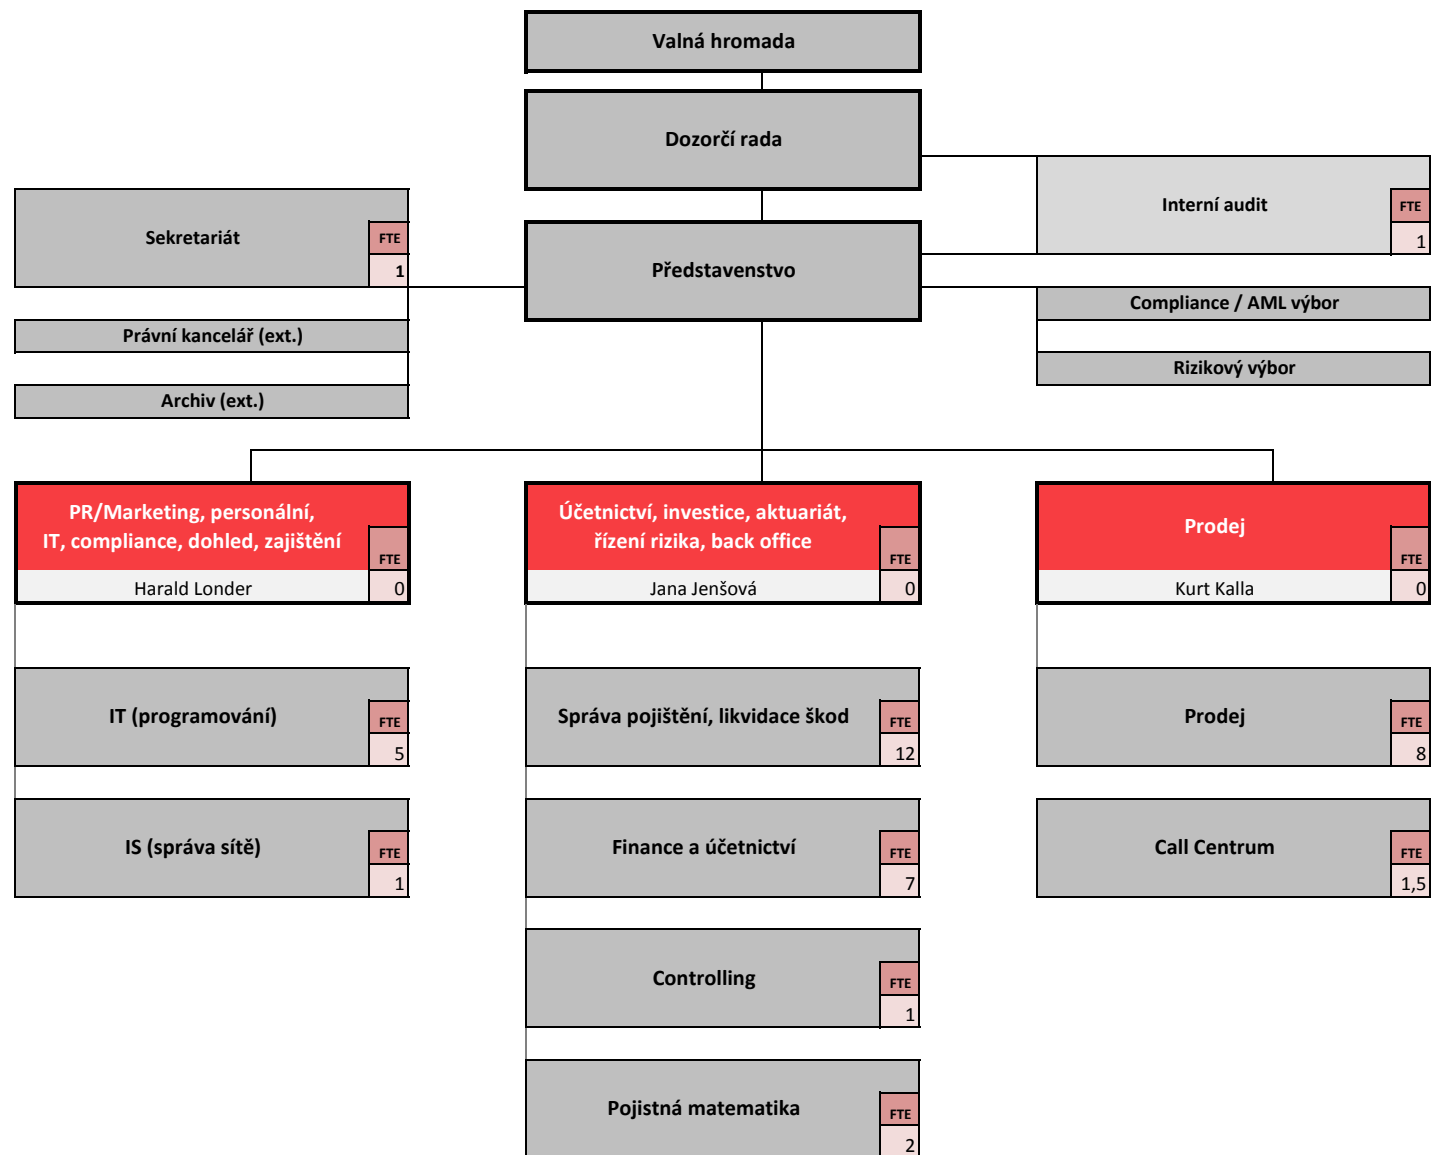 Valná hromada
Dozorčí rada
Interní audit
FTE
1
Sekretariát
FTE
1
Představenstvo
Právní kancelář (ext.)
Archiv (ext.)
Compliance / AML výbor
Rizikový výbor
PR/Marketing, personální,
IT, compliance, dohled, zajištění
FTE
Harald Londer
0
Účetnictví, investice, aktuariát,
řízení rizika, back office
FTE
Jana Jenšová
0
Prodej
FTE
Kurt Kalla
0
IT (programování)
FTE
5
Správa pojištění, likvidace škod
FTE
12
Prodej
FTE
8
IS (správa sítě)
FTE
1
Finance a účetnictví
FTE
7
Call Centrum
FTE
1,5
Controlling
FTE
1
Pojistná matematika
FTE
2